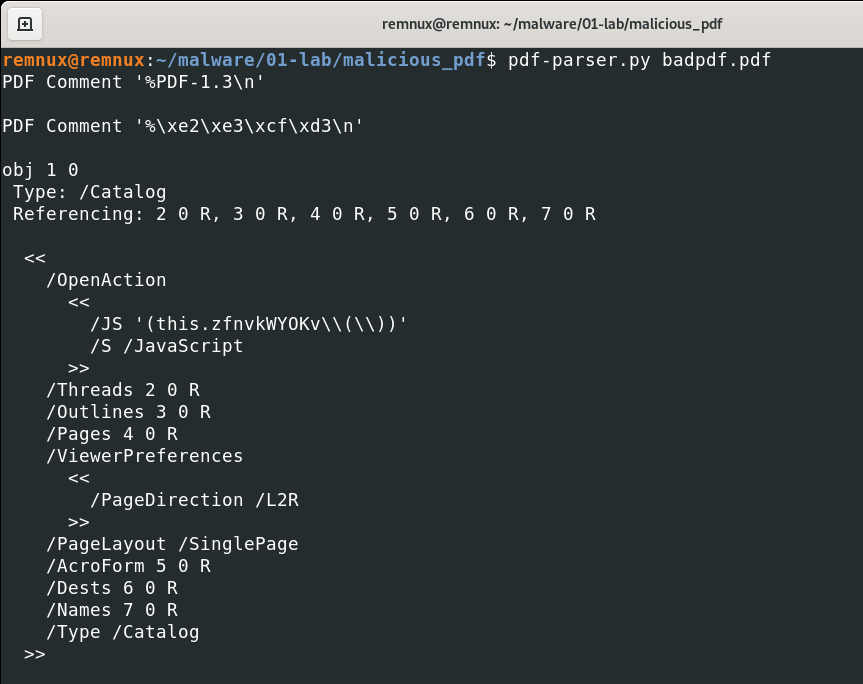 remnux@remnux: ~/malware/01-lab/malicious_pdf
remnux@remnux:~/malware/01-lab/malicious_pdf$ pdf-parser.py badpdf.pdf
PDF Comment '%PDF-1.3\n'
PDF Comment '%\xe2\xe3\xcf\xd3\n'
obj 1 0
Type: /Catalog
Referencing: 2 0 R, 3 0 R, 4 0 R, 5 0 R, 6 0 R, 7 0 R
<<
/OpenAction
<<
/JS '(this.zfnvkWYOKv\\(\\))'
/S /JavaScript
>>
/Threads 2 0 R
/Outlines 3 0 R
/Pages 4 0 R
/ViewerPreferences
<<
/PageDirection /L2R
>>
/PageLayout /SinglePage
/AcroForm 5 0 R
/Dests 6 0 R
/Names 7 0 R
/Type /Catalog
>>